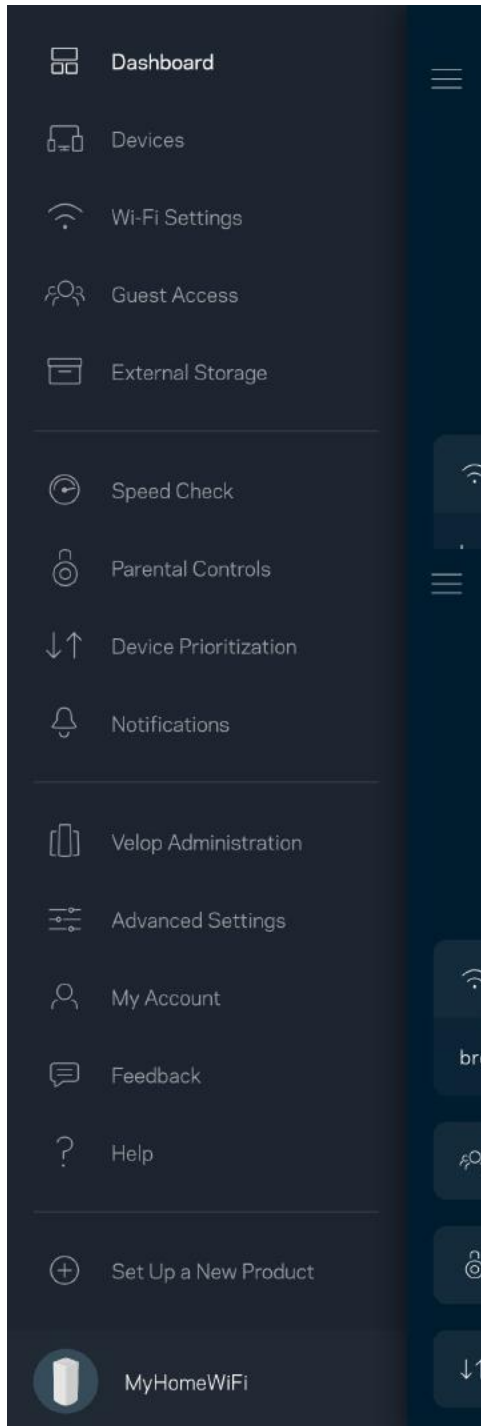 Dashboard
Devices
Wi-Fi Settings
Guest Access
External Storage
Speed Check
Parental Controls
Device Prioritization
Notifications
Velop Administration
Advanced Settings
My Account
br
Feedback
Help
Set Up a New Product
MyHomeWiFi